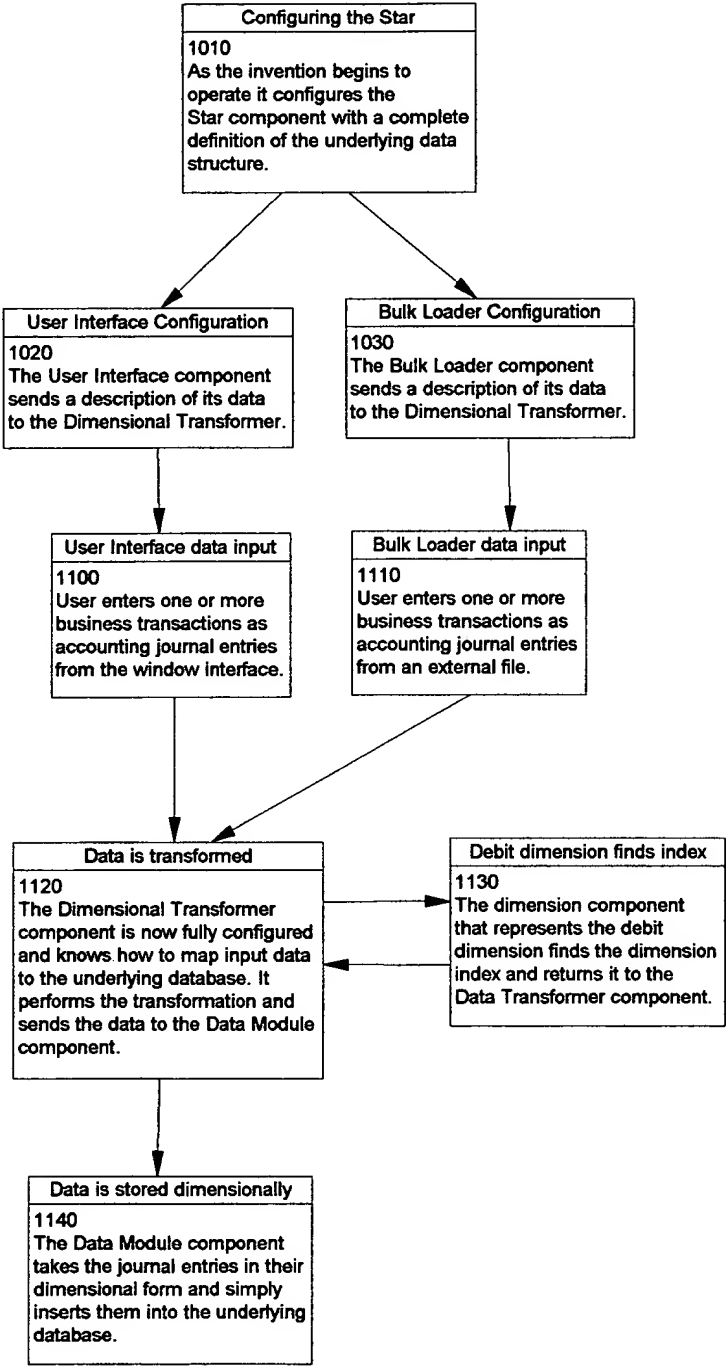 Configuring the Star
1010
As the invention begins to
operate it configures the
Star component with a complete
definition of the underlying data
structure.
User Interface Configuration
1020
The User Interface component
sends a description of its data
to the Dimensional Transformer.
Bulk Loader Configuration
1030
The Bulk Loader component
sends a description of its data
to the Dimensional Transformer.
User Interface data input
1100
User enters one or more
business transactions as
accounting journal entries
from the window interface.
Bulk Loader data input
1110
User enters one or more
business transactions as
accounting journal entries
from an external file.
Data is transformed
1120
The Dimensional Transformer
component is now fully configured
and knows how to map input data
to the underlying database. It
performs the transformation and
sends the data to the Data Module
component.
Debit dimension finds index
1130
The dimension component
that represents the debit
dimension finds the dimension
index and returns it to the
Data Transformer component.
Data is stored dimensionally
1140
The Data Module component
takes the journal entries in their
dimensional form and simply
inserts them into the underlying
database.